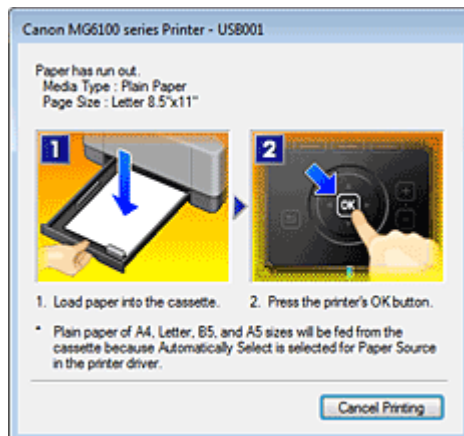 Canon MG6100 series Printer - USB001
Paper has run out.
Media Type : Plain Paper
Page Size : Letter 8.5"x11"
1
2
OK
1. Load paper into the cassette.
2. Press the printer's OK button.
* Plain paper of A4, Letter, B5, and A5 sizes will be fed from the
cassette because Automatically Select is selected for Paper Source
in the printer driver.
Cancel Printing